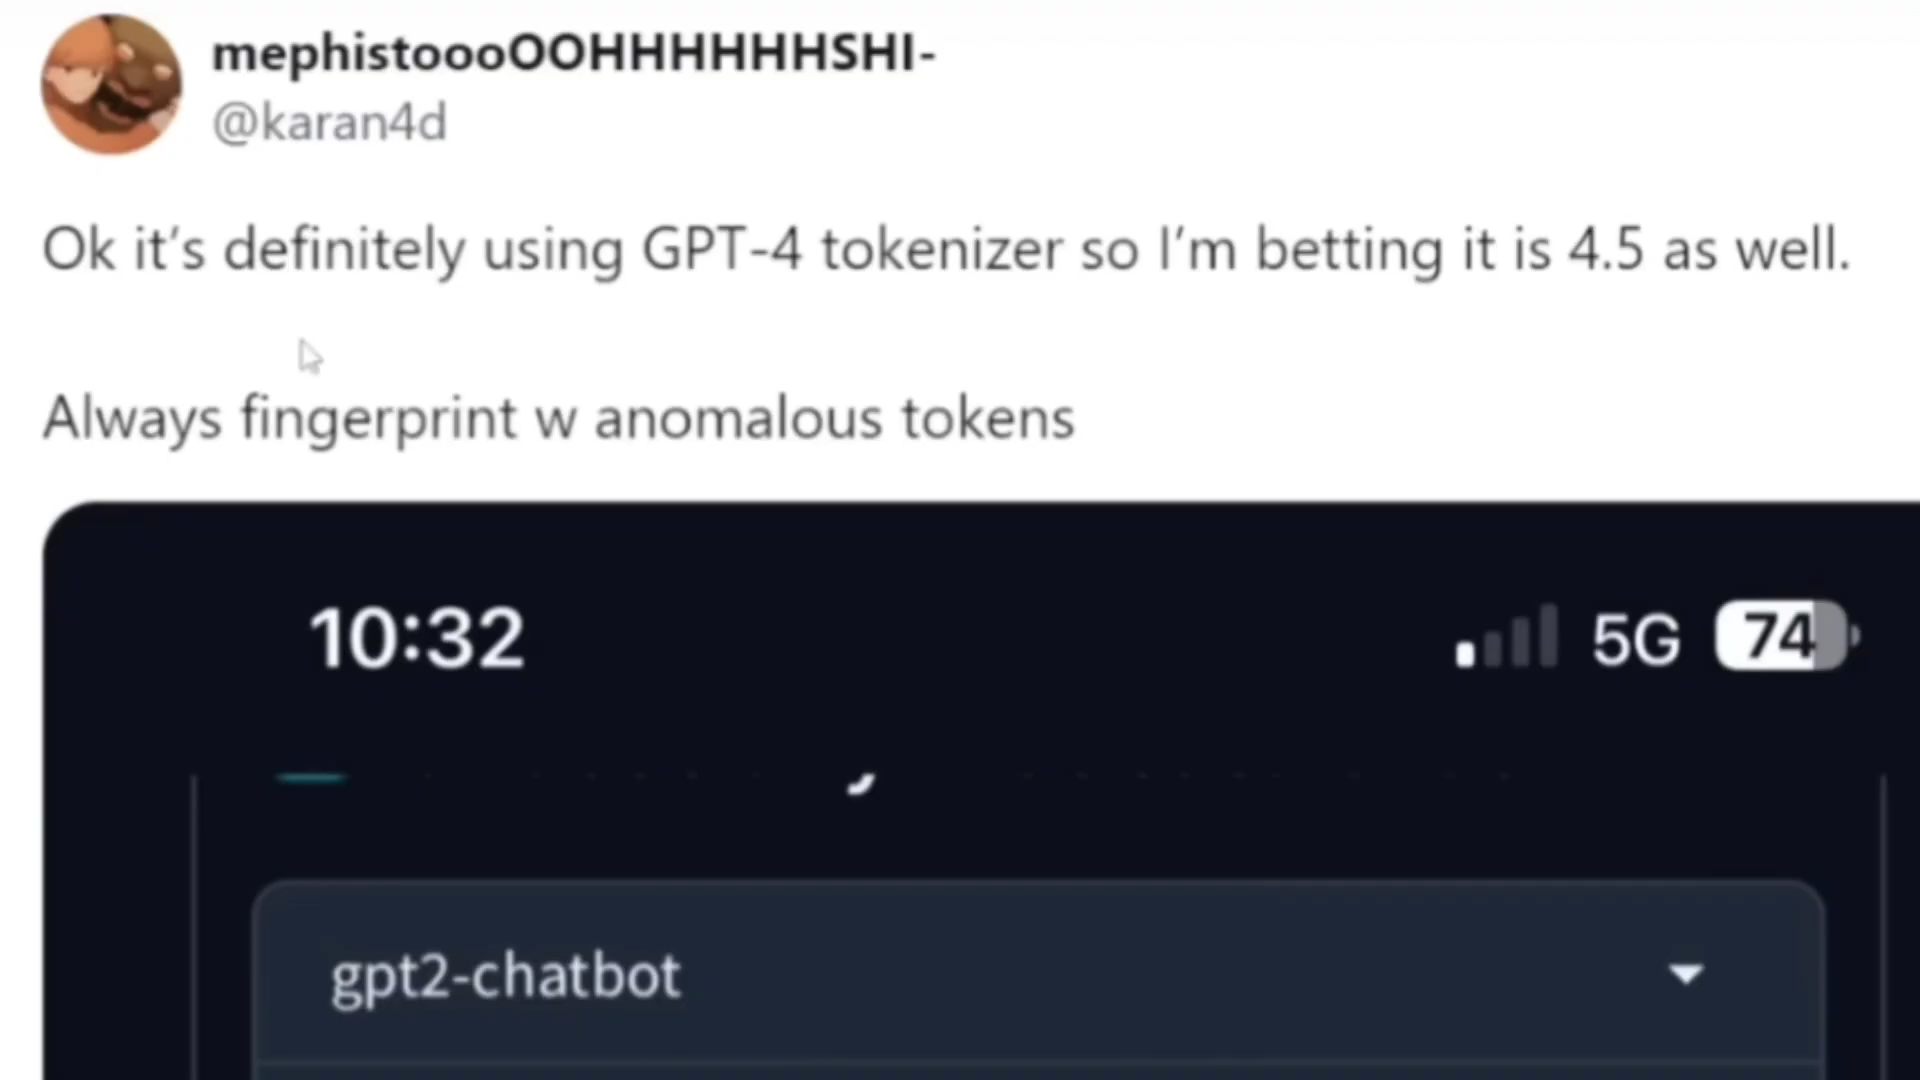 mephistoooOOHHHHHHHSHI-
@karan4d
Ok it’s definitely using GPT-4 tokenizer so I’m betting it is 4.5 as well.
Always fingerprint w anomalous tokens
10:32 5G 74
gpt2-chatbot